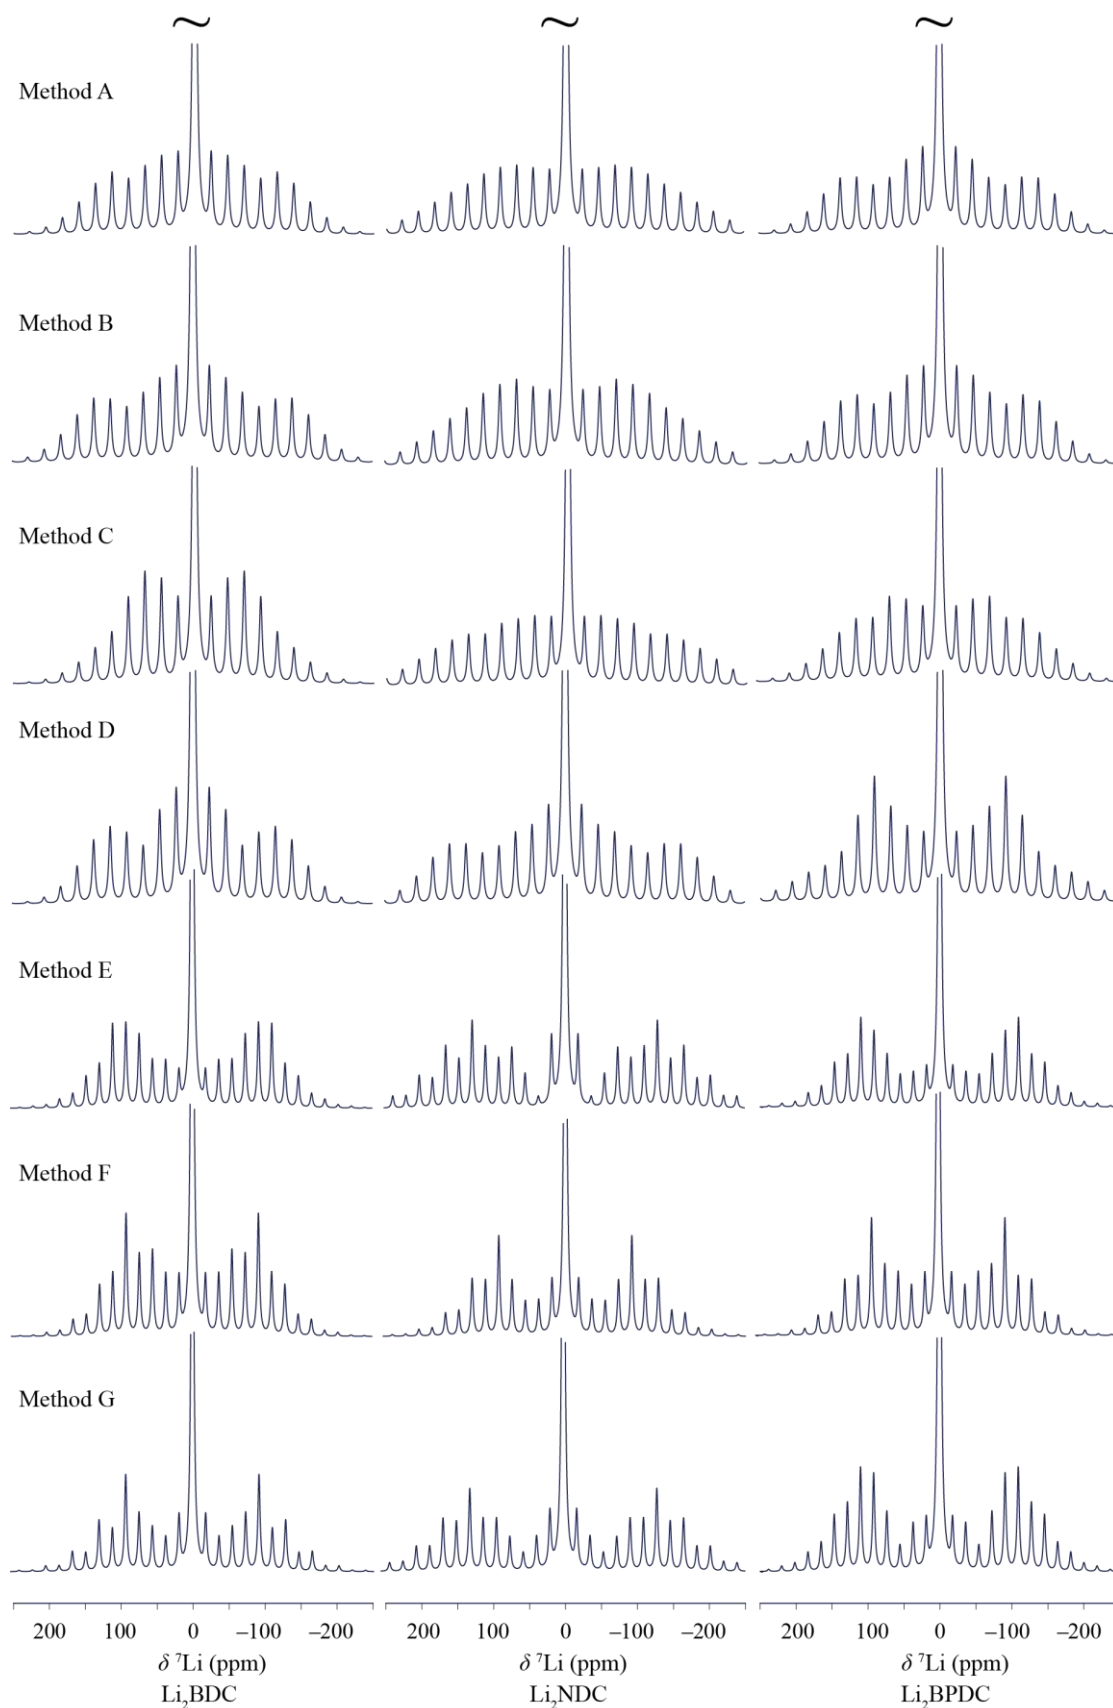 ~ ~ ~
Method A
Method B
Method C
Method D
Method E
Method F
Method G
200 100 0 –100 –200 200 100 0 –100 –200 200 100 0 –100 –200
δ ⁷Li (ppm) δ ⁷Li (ppm) δ ⁷Li (ppm)
Li₂BDC Li₂NDC Li₂BPDC